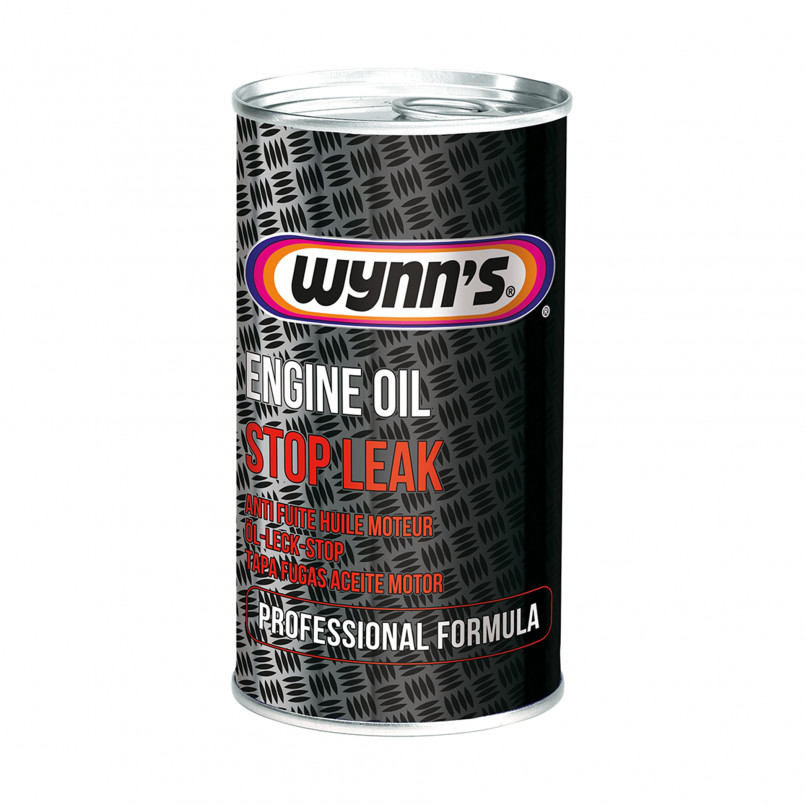 Wynn's®
®
ENGINE OIL
STOP LEAK
ANTI FUITE HUILE MOTEUR
ÖL-LECK-STOP
TAPA FUGAS ACEITE MOTOR
PROFESSIONAL FORMULA